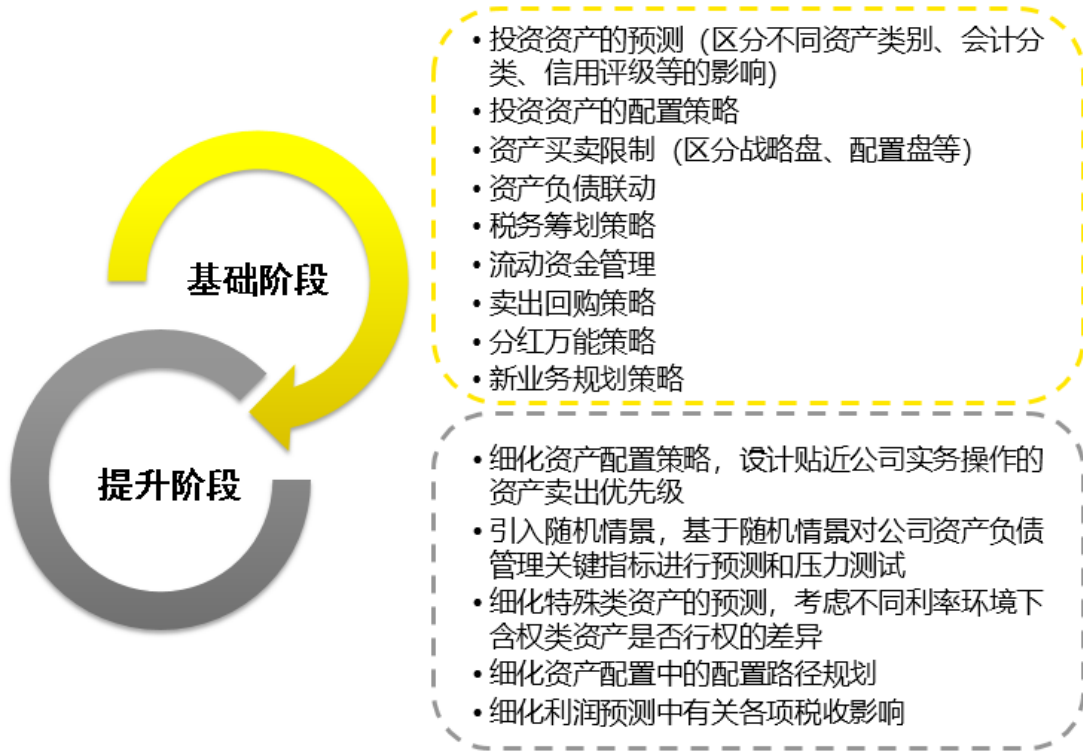 基础阶段
• 投资资产的预测（区分不同资产类别、会计分
类、信用评级等的影响）
• 投资资产的配置策略
• 资产买卖限制（区分战略盘、配置盘等）
• 资产负债联动
• 税务筹划策略
• 流动资金管理
• 卖出回购策略
• 分红万能策略
• 新业务规划策略
提升阶段
• 细化资产配置策略，设计贴近公司实务操作的
资产卖出优先级
• 引入随机情景，基于随机情景对公司资产负债
管理关键指标进行预测和压力测试
• 细化特殊类资产的预测，考虑不同利率环境下
含权类资产是否行权的差异
• 细化资产配置中的配置路径规划
• 细化利润预测中有关各项税收影响